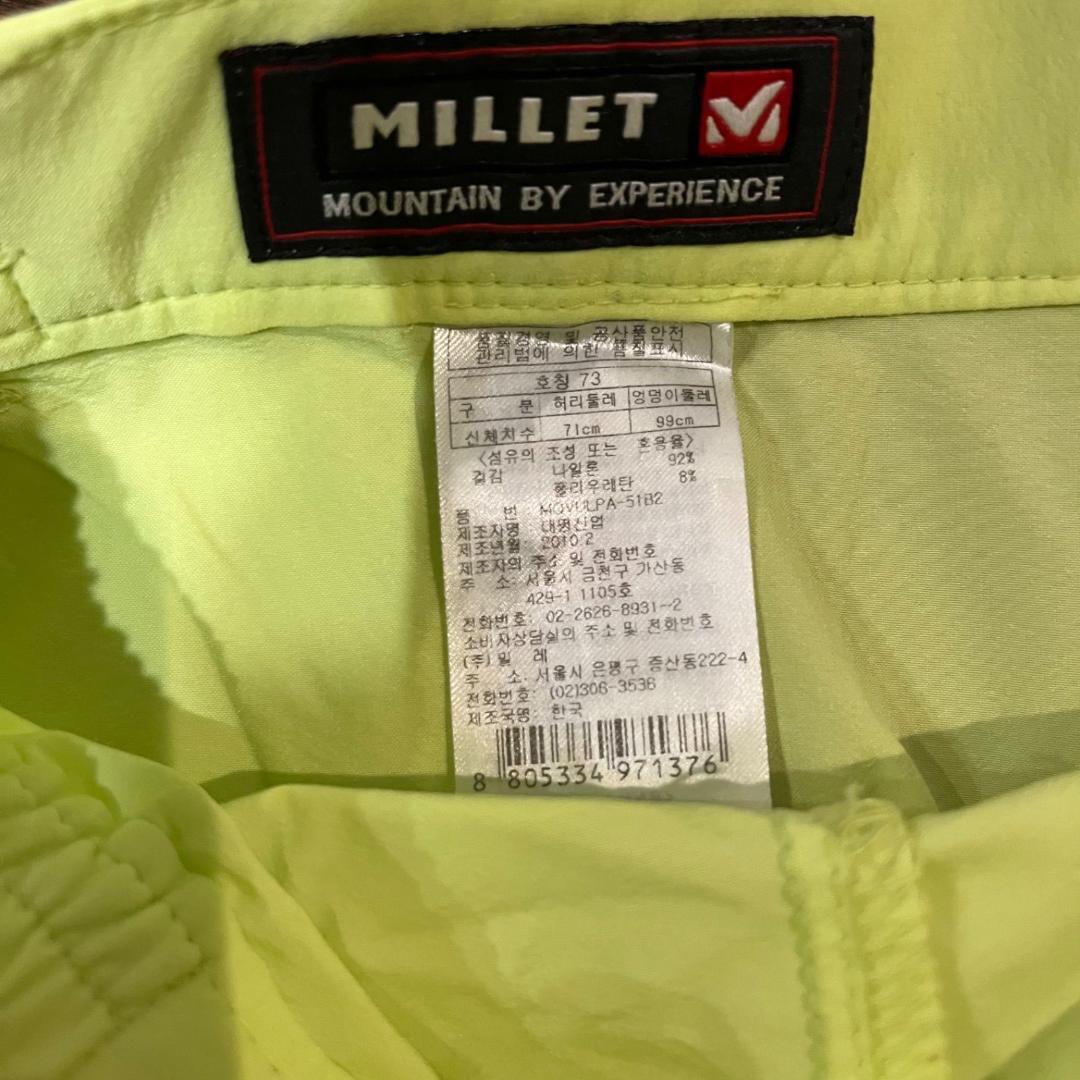 MILLET
MOUNTAIN BY EXPERIENCE
품질경영 및 공산품안전
관리법에 의한 품질표시
호칭 73
구 분 허리둘레 엉덩이둘레
신체치수 71cm 99cm
<섬유의 조성 또는 혼용율>
겉감 나일론 92%
폴리우레탄 8%
품 번: -51B2
제조자명: 대명산업
제조년월: 2010.2
제조자의 주소 및 전화번호
주 소: 서울시 금천구 가산동
429-1 1105호
전화번호: 02-2626-8931~2
소비자상담실의 주소 및 전화번호
(주)밀 레
주 소: 서울시 은평구 증산동222-4
전화번호: (02)306-3536
제조국명: 한국
8 805334 971376